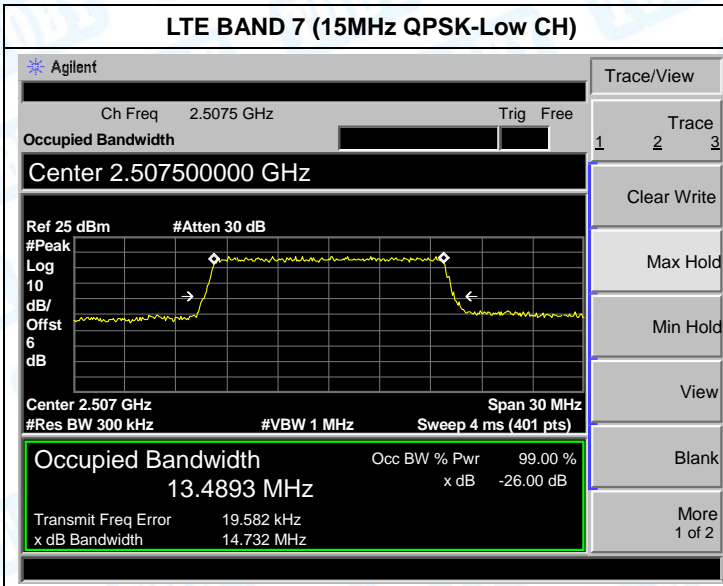 LTE BAND 7 (15MHz QPSK-Low CH)
Agilent
Trace/View
Ch Freq 2.5075 GHz Trig Free
Occupied Bandwidth
Trace
1 2 3
Center 2.507500000 GHz
Clear Write
Ref 25 dBm #Atten 30 dB
#Peak
Log
10
dB/
Offst
6
dB
Max Hold
Min Hold
View
Center 2.507 GHz Span 30 MHz
#Res BW 300 kHz #VBW 1 MHz Sweep 4 ms (401 pts)
Occupied Bandwidth Occ BW % Pwr 99.00 %
13.4893 MHz x dB -26.00 dB
Blank
Transmit Freq Error 19.582 kHz
x dB Bandwidth 14.732 MHz
More
1 of 2